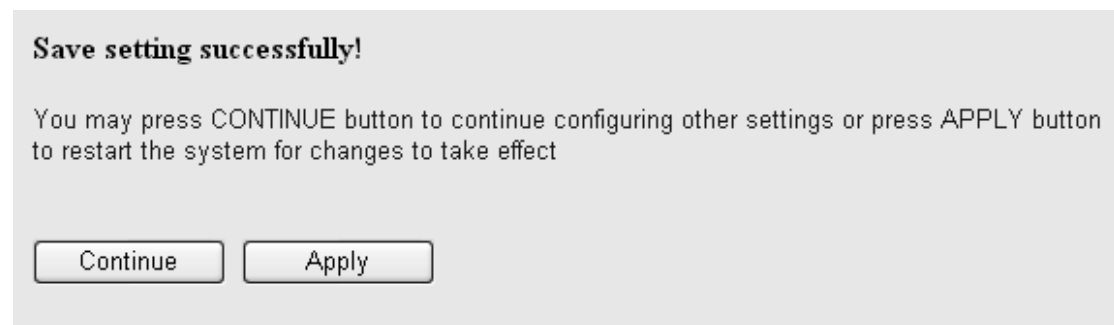 Save setting successfully!
You may press CONTINUE button to continue configuring other settings or press APPLY button
to restart the system for changes to take effect
Continue Apply